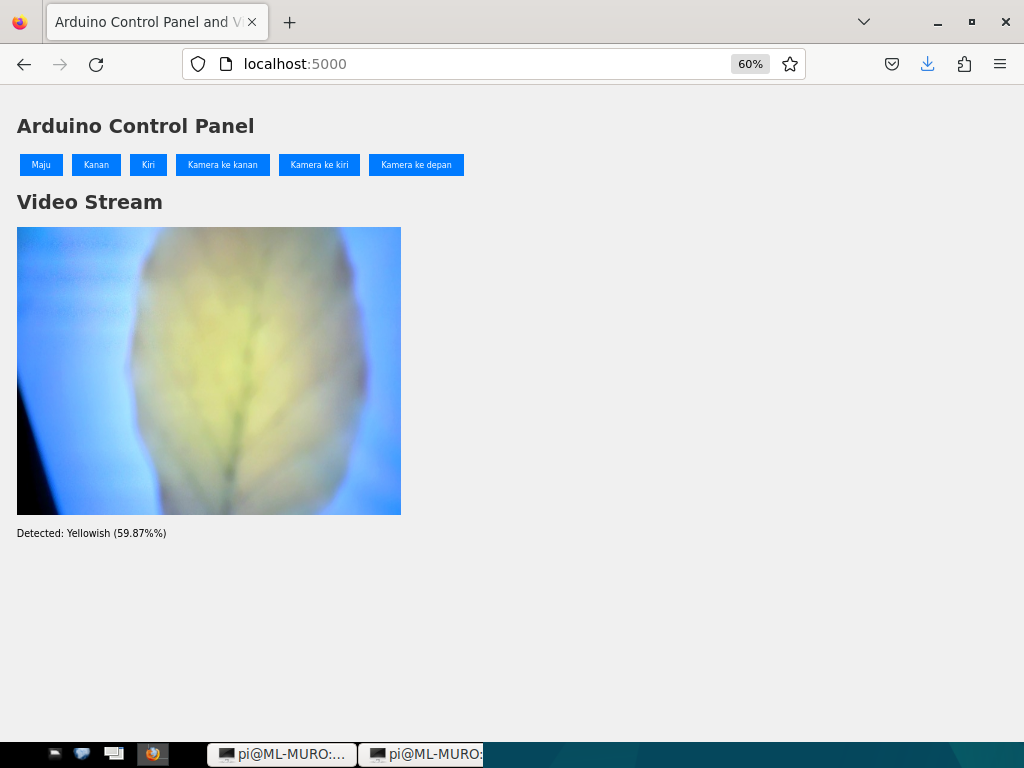 Arduino Control Panel and Vi
localhost:5000
60%
Arduino Control Panel
Maju Kanan Kiri Kamera ke kanan Kamera ke kiri Kamera ke depan
Video Stream
Detected: Yellowish (59.87%%)
pi@ML-MURO:... pi@ML-MURO: